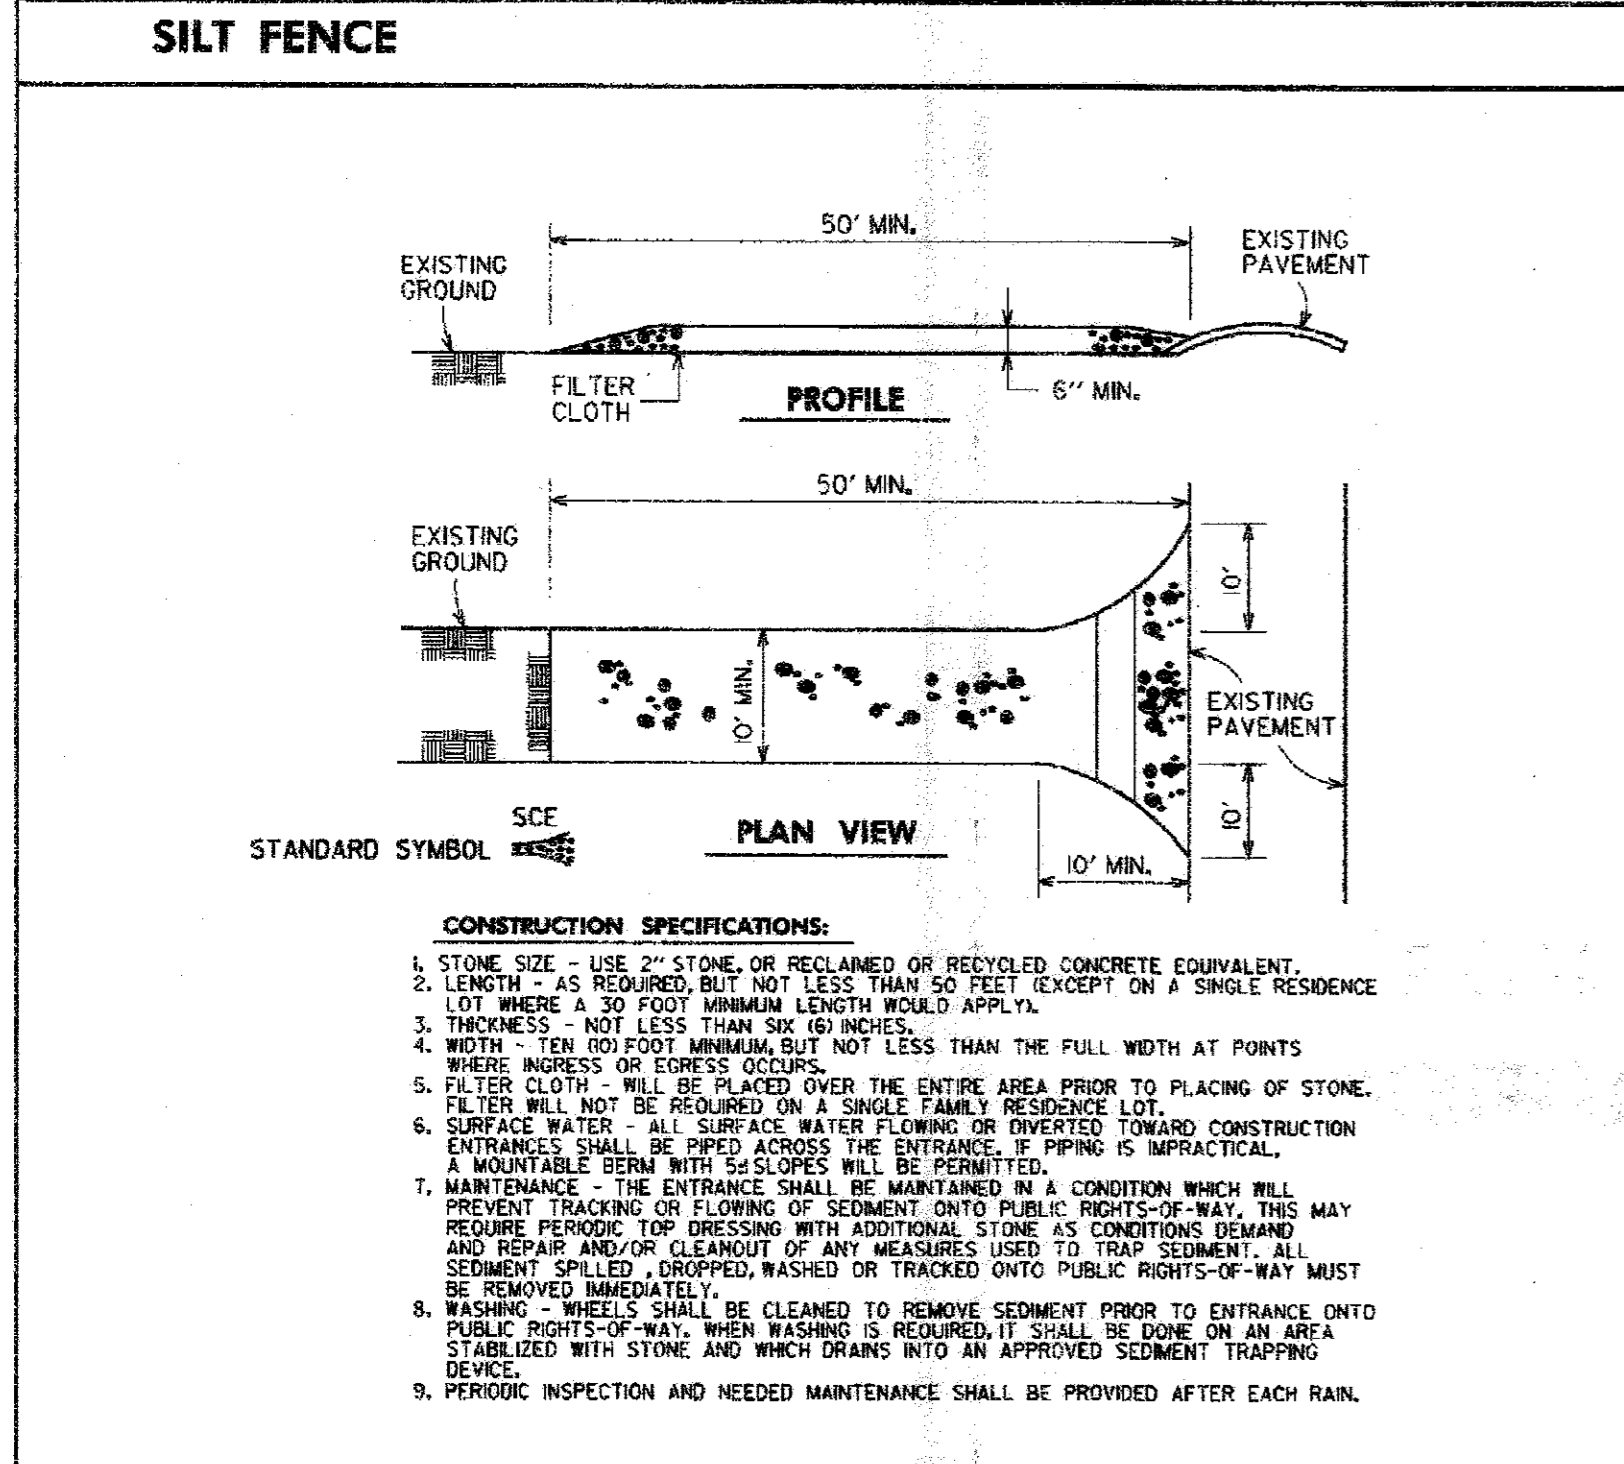 SILT FENCE
50' MIN.
EXISTING
PAVEMENT
EXISTING
GROUND
FILTER
CLOTH
PROFILE
6" MIN.
50' MIN.
EXISTING
GROUND
10'
10' MIN.
EXISTING
PAVEMENT
SCE
STANDARD SYMBOL
PLAN VIEW
10'
10' MIN.
CONSTRUCTION SPECIFICATIONS:
1. STONE SIZE - USE 2" STONE, OR RECLAIMED OR RECYCLED CONCRETE EQUIVALENT.
2. LENGTH - AS REQUIRED, BUT NOT LESS THAN 50 FEET (EXCEPT ON A SINGLE RESIDENCE
LOT WHERE A 30 FOOT MINIMUM LENGTH WOULD APPLY).
3. THICKNESS - NOT LESS THAN SIX (6) INCHES.
4. WIDTH - TEN (10) FOOT MINIMUM, BUT NOT LESS THAN THE FULL WIDTH AT POINTS
WHERE INGRESS OR EGRESS OCCURS.
5. FILTER CLOTH - WILL BE PLACED OVER THE ENTIRE AREA PRIOR TO PLACING OF STONE.
FILTER WILL NOT BE REQUIRED ON A SINGLE FAMILY RESIDENCE LOT.
6. SURFACE WATER - ALL SURFACE WATER FLOWING OR DIVERTED TOWARD CONSTRUCTION
ENTRANCES SHALL BE PIPED ACROSS THE ENTRANCE. IF PIPING IS IMPRACTICAL,
A MOUNTABLE BERM WITH 5:1 SLOPES WILL BE PERMITTED.
7. MAINTENANCE - THE ENTRANCE SHALL BE MAINTAINED IN A CONDITION WHICH WILL
PREVENT TRACKING OR FLOWING OF SEDIMENT ONTO PUBLIC RIGHTS-OF-WAY. THIS MAY
REQUIRE PERIODIC TOP DRESSING WITH ADDITIONAL STONE AS CONDITIONS DEMAND
AND REPAIR AND/OR CLEANOUT OF ANY MEASURES USED TO TRAP SEDIMENT. ALL
SEDIMENT SPILLED , DROPPED, WASHED OR TRACKED ONTO PUBLIC RIGHTS-OF-WAY MUST
BE REMOVED IMMEDIATELY.
8. WASHING - WHEELS SHALL BE CLEANED TO REMOVE SEDIMENT PRIOR TO ENTRANCE ONTO
PUBLIC RIGHTS-OF-WAY. WHEN WASHING IS REQUIRED, IT SHALL BE DONE ON AN AREA
STABILIZED WITH STONE AND WHICH DRAINS INTO AN APPROVED SEDIMENT TRAPPING
DEVICE.
9. PERIODIC INSPECTION AND NEEDED MAINTENANCE SHALL BE PROVIDED AFTER EACH RAIN.